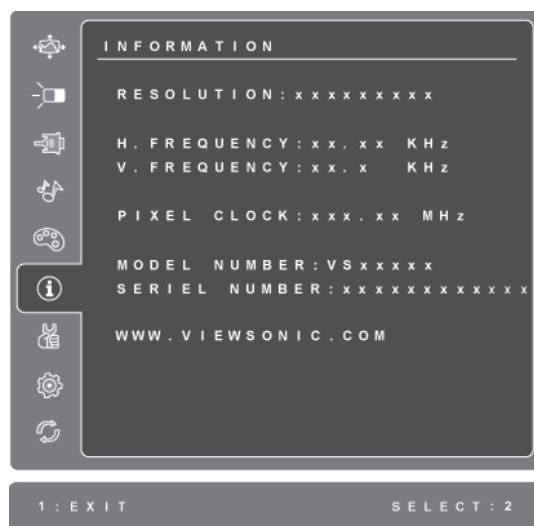 INFORMATION
RESOLUTION:xxxxxxxxx
H. FREQUENCY:xx.xx KHz
V. FREQUENCY:xx.x KHz
PIXEL CLOCK:xxx.xx MHz
MODEL NUMBER:VSxxxxx
SERIEL NUMBER:xxxxxxxxxxxx
WWW.VIEWSONIC.COM
1:EXIT SELECT:2